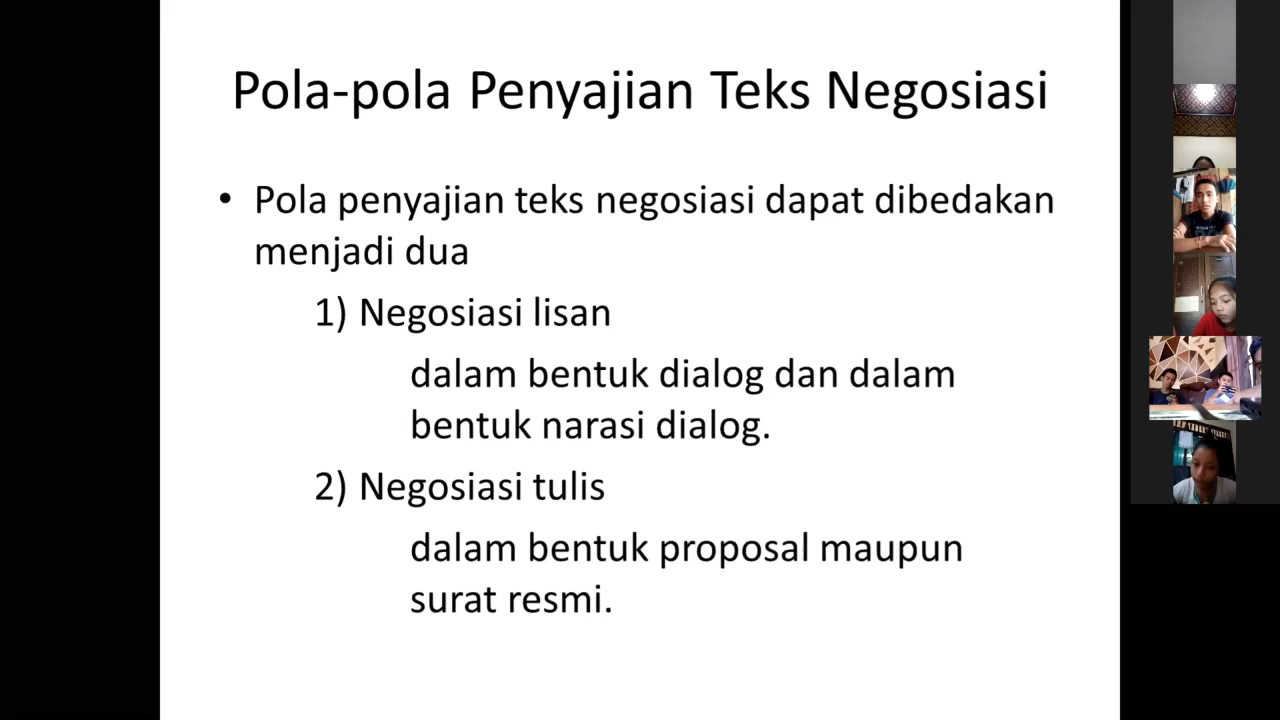 Pola-pola Penyajian Teks Negosiasi
• Pola penyajian teks negosiasi dapat dibedakan
menjadi dua
1) Negosiasi lisan
dalam bentuk dialog dan dalam
bentuk narasi dialog.
2) Negosiasi tulis
dalam bentuk proposal maupun
surat resmi.